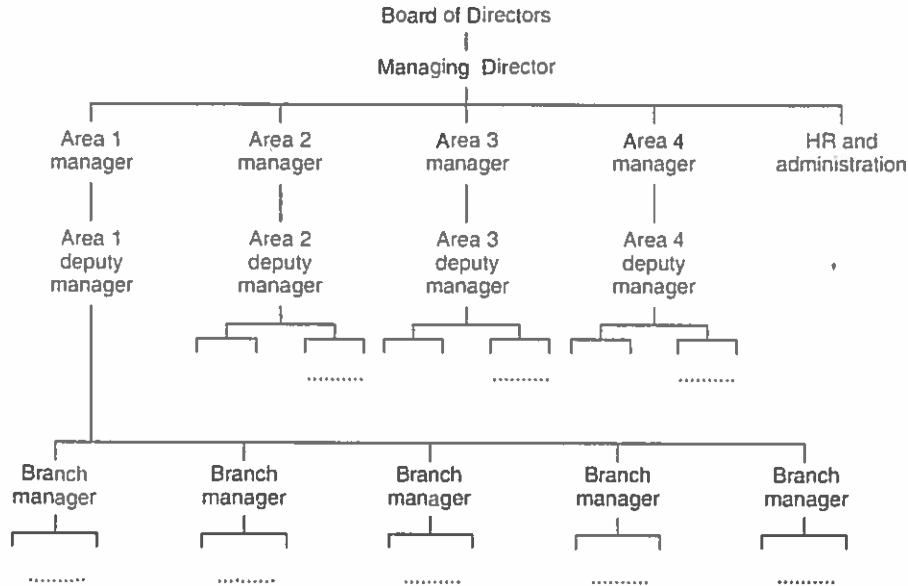 Board of Directors
Managing Director
Area 1
manager
Area 2
manager
Area 3
manager
Area 4
manager
HR and
administration
Area 1
deputy
manager
Area 2
deputy
manager
Area 3
deputy
manager
Area 4
deputy
manager
Branch
manager
Branch
manager
Branch
manager
Branch
manager
Branch
manager